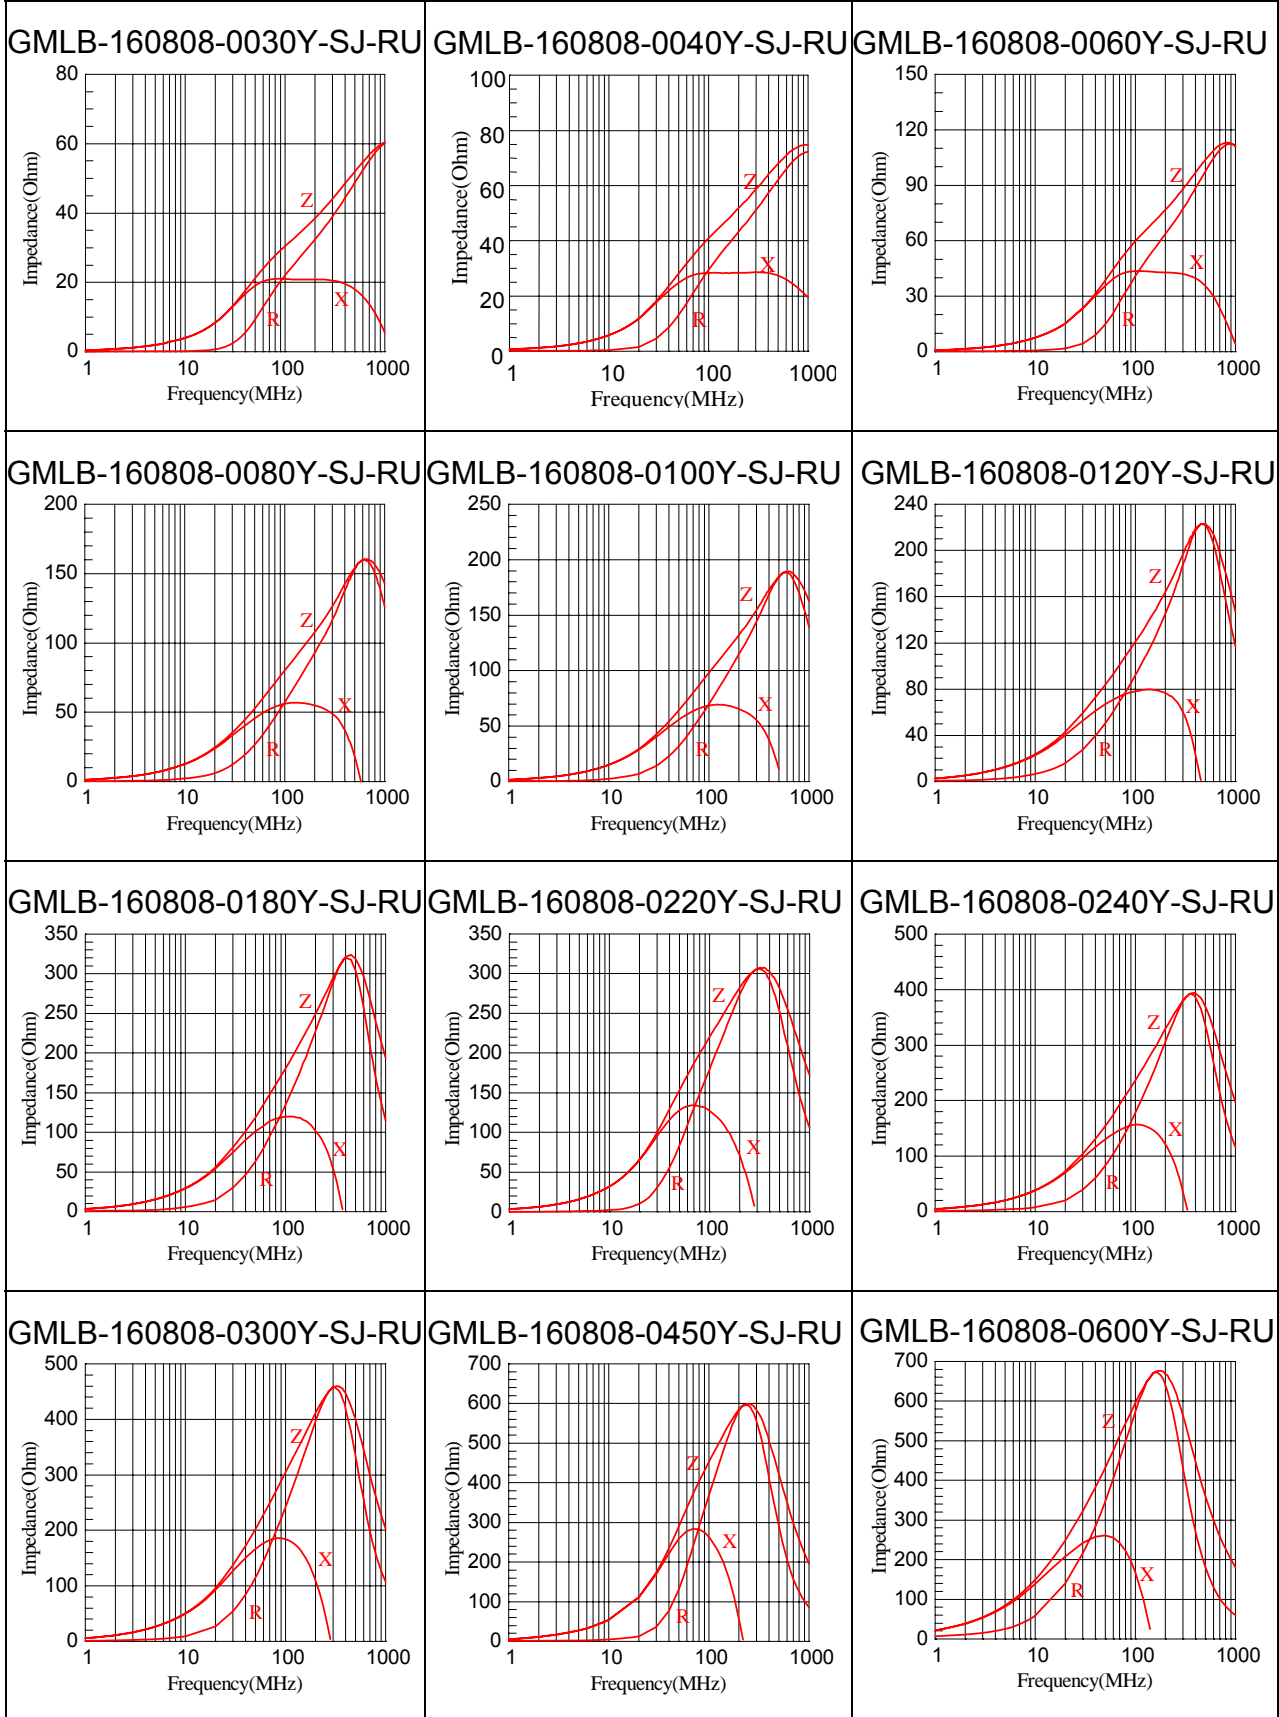 GMLB-160808-0030Y-SJ-RU
80
60
40
20
0
Impedance(Ohm)
Z
X
R
1 10 100 1000
Frequency(MHz)
GMLB-160808-0040Y-SJ-RU
100
80
60
40
20
0
Impedance(Ohm)
Z
X
R
1 10 100 1000
Frequency(MHz)
GMLB-160808-0060Y-SJ-RU
150
120
90
60
30
0
Impedance(Ohm)
Z
X
R
1 10 100 1000
Frequency(MHz)
GMLB-160808-0080Y-SJ-RU
200
150
100
50
0
Impedance(Ohm)
Z
X
R
1 10 100 1000
Frequency(MHz)
GMLB-160808-0100Y-SJ-RU
250
200
150
100
50
0
Impedance(Ohm)
Z
X
R
1 10 100 1000
Frequency(MHz)
GMLB-160808-0120Y-SJ-RU
240
200
160
120
80
40
0
Impedance(Ohm)
Z
X
R
1 10 100 1000
Frequency(MHz)
GMLB-160808-0180Y-SJ-RU
350
300
250
200
150
100
50
0
Impedance(Ohm)
Z
X
R
1 10 100 1000
Frequency(MHz)
GMLB-160808-0220Y-SJ-RU
350
300
250
200
150
100
50
0
Impedance(Ohm)
Z
X
R
1 10 100 1000
Frequency(MHz)
GMLB-160808-0240Y-SJ-RU
500
400
300
200
100
0
Impedance(Ohm)
Z
X
R
1 10 100 1000
Frequency(MHz)
GMLB-160808-0300Y-SJ-RU
500
400
300
200
100
0
Impedance(Ohm)
Z
X
R
1 10 100 1000
Frequency(MHz)
GMLB-160808-0450Y-SJ-RU
700
600
500
400
300
200
100
0
Impedance(Ohm)
Z
X
R
1 10 100 1000
Frequency(MHz)
GMLB-160808-0600Y-SJ-RU
700
600
500
400
300
200
100
0
Impedance(Ohm)
Z
X
R
1 10 100 1000
Frequency(MHz)